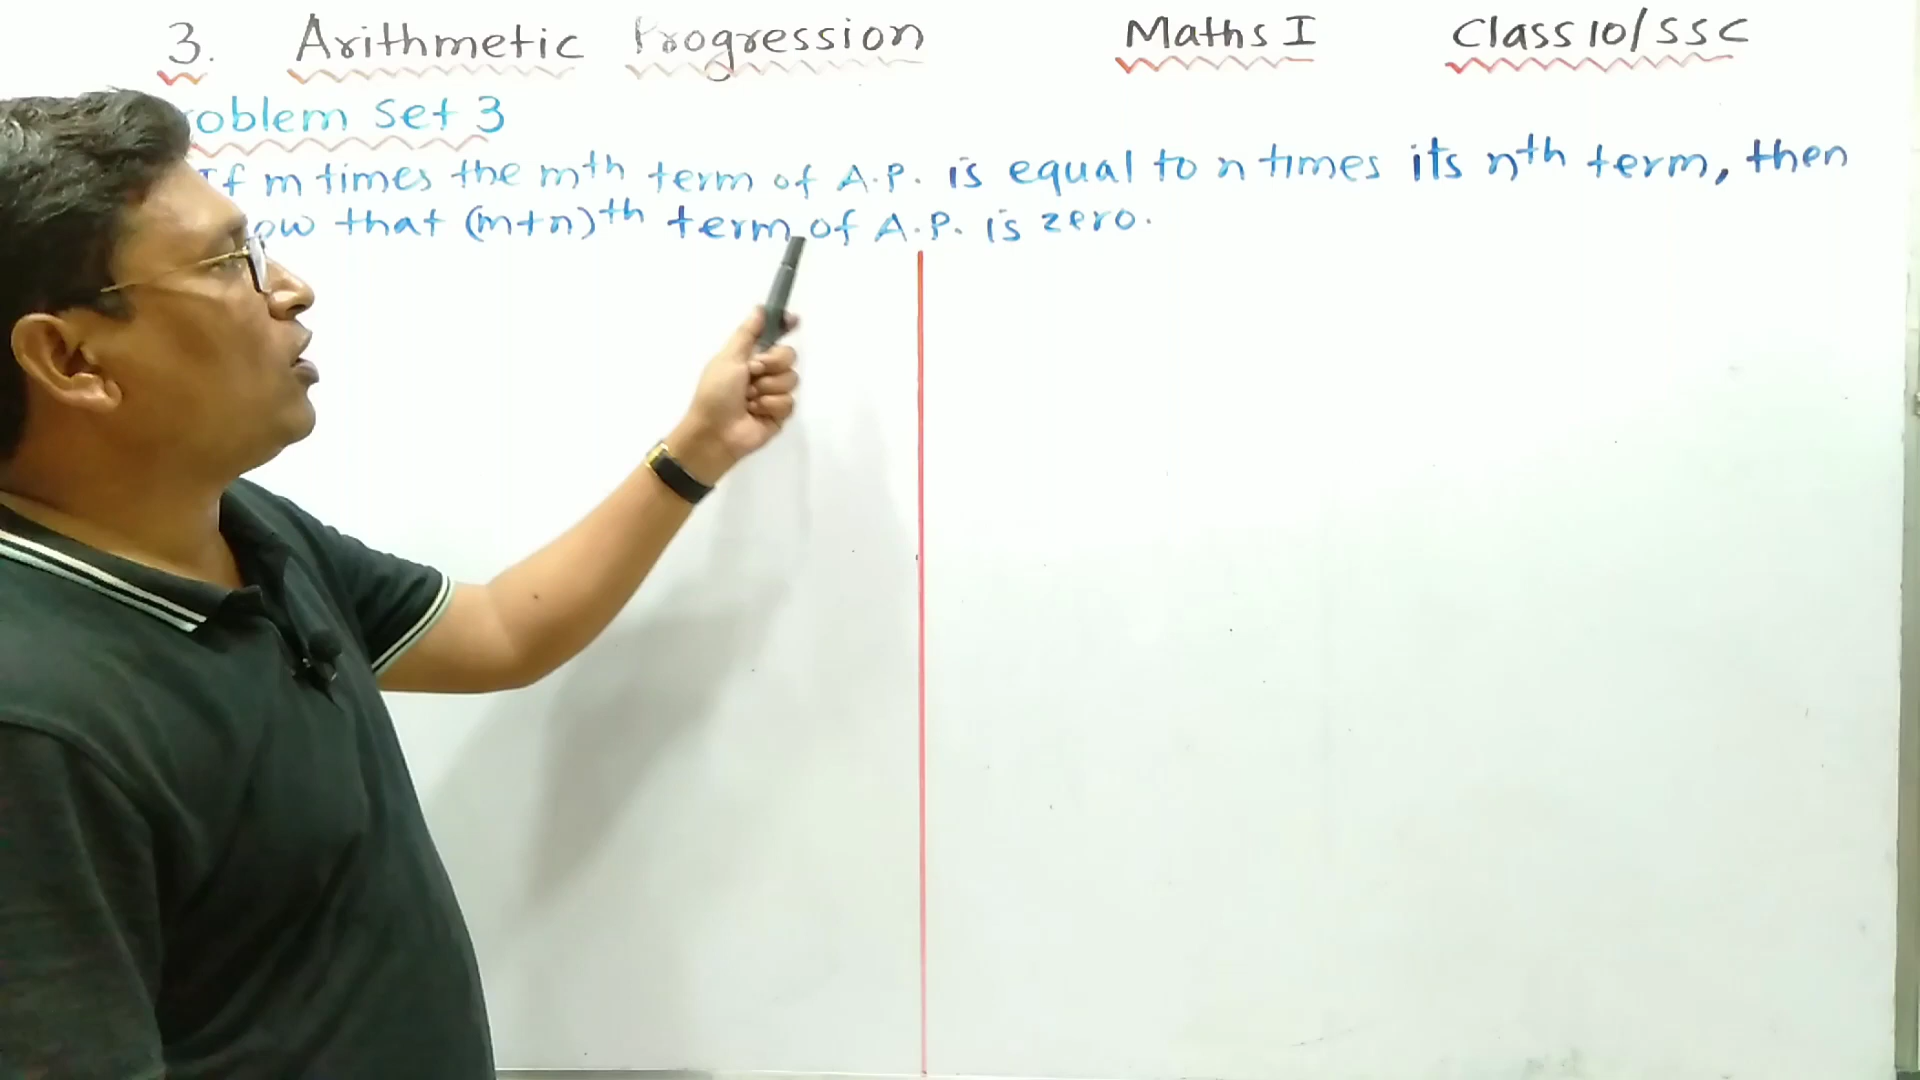 3. Arithmetic Progression Maths I Class 10/SSC
oblem Set 3
If m times the mth term of A.P. is equal to n times its nth term, then
ow that (m+n)th term of A.P. is zero.